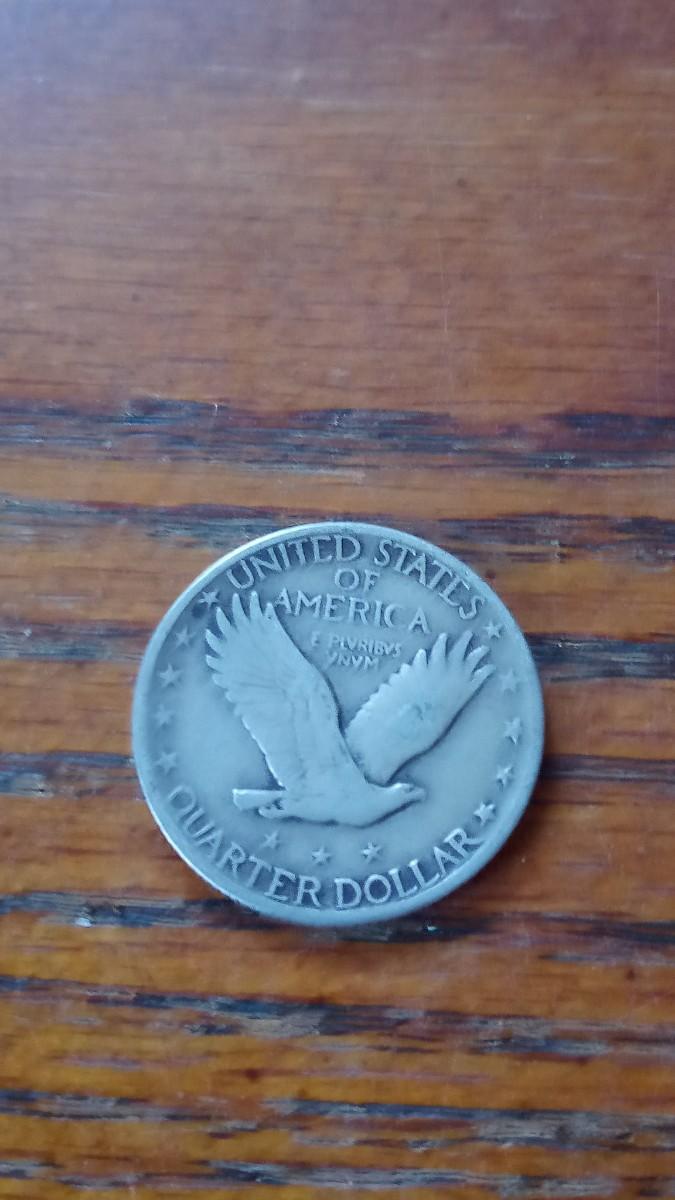 UNITED STATES
OF
AMERICA
E PLVRIBVS
VNVM
QUARTER DOLLAR